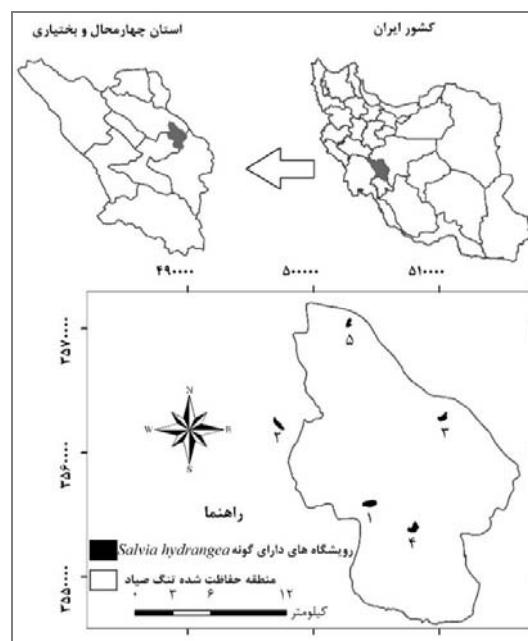 کشور ایران
استان چهارمحال و بختیاری
۴۹۰۰۰۰ ۵۰۰۰۰۰ ۵۱۰۰۰۰
۳۵۷۰۰۰۰
۳۵۶۰۰۰۰
۳۵۵۰۰۰۰
۵
۳
۲
۱
۴
N
W E
S
راهنما
رویشگاه های دارای گونه Salvia hydrangea
منطقه حفاظت شده تنگ صیاد
۰ ۳ ۶ ۱۲
کیلومتر